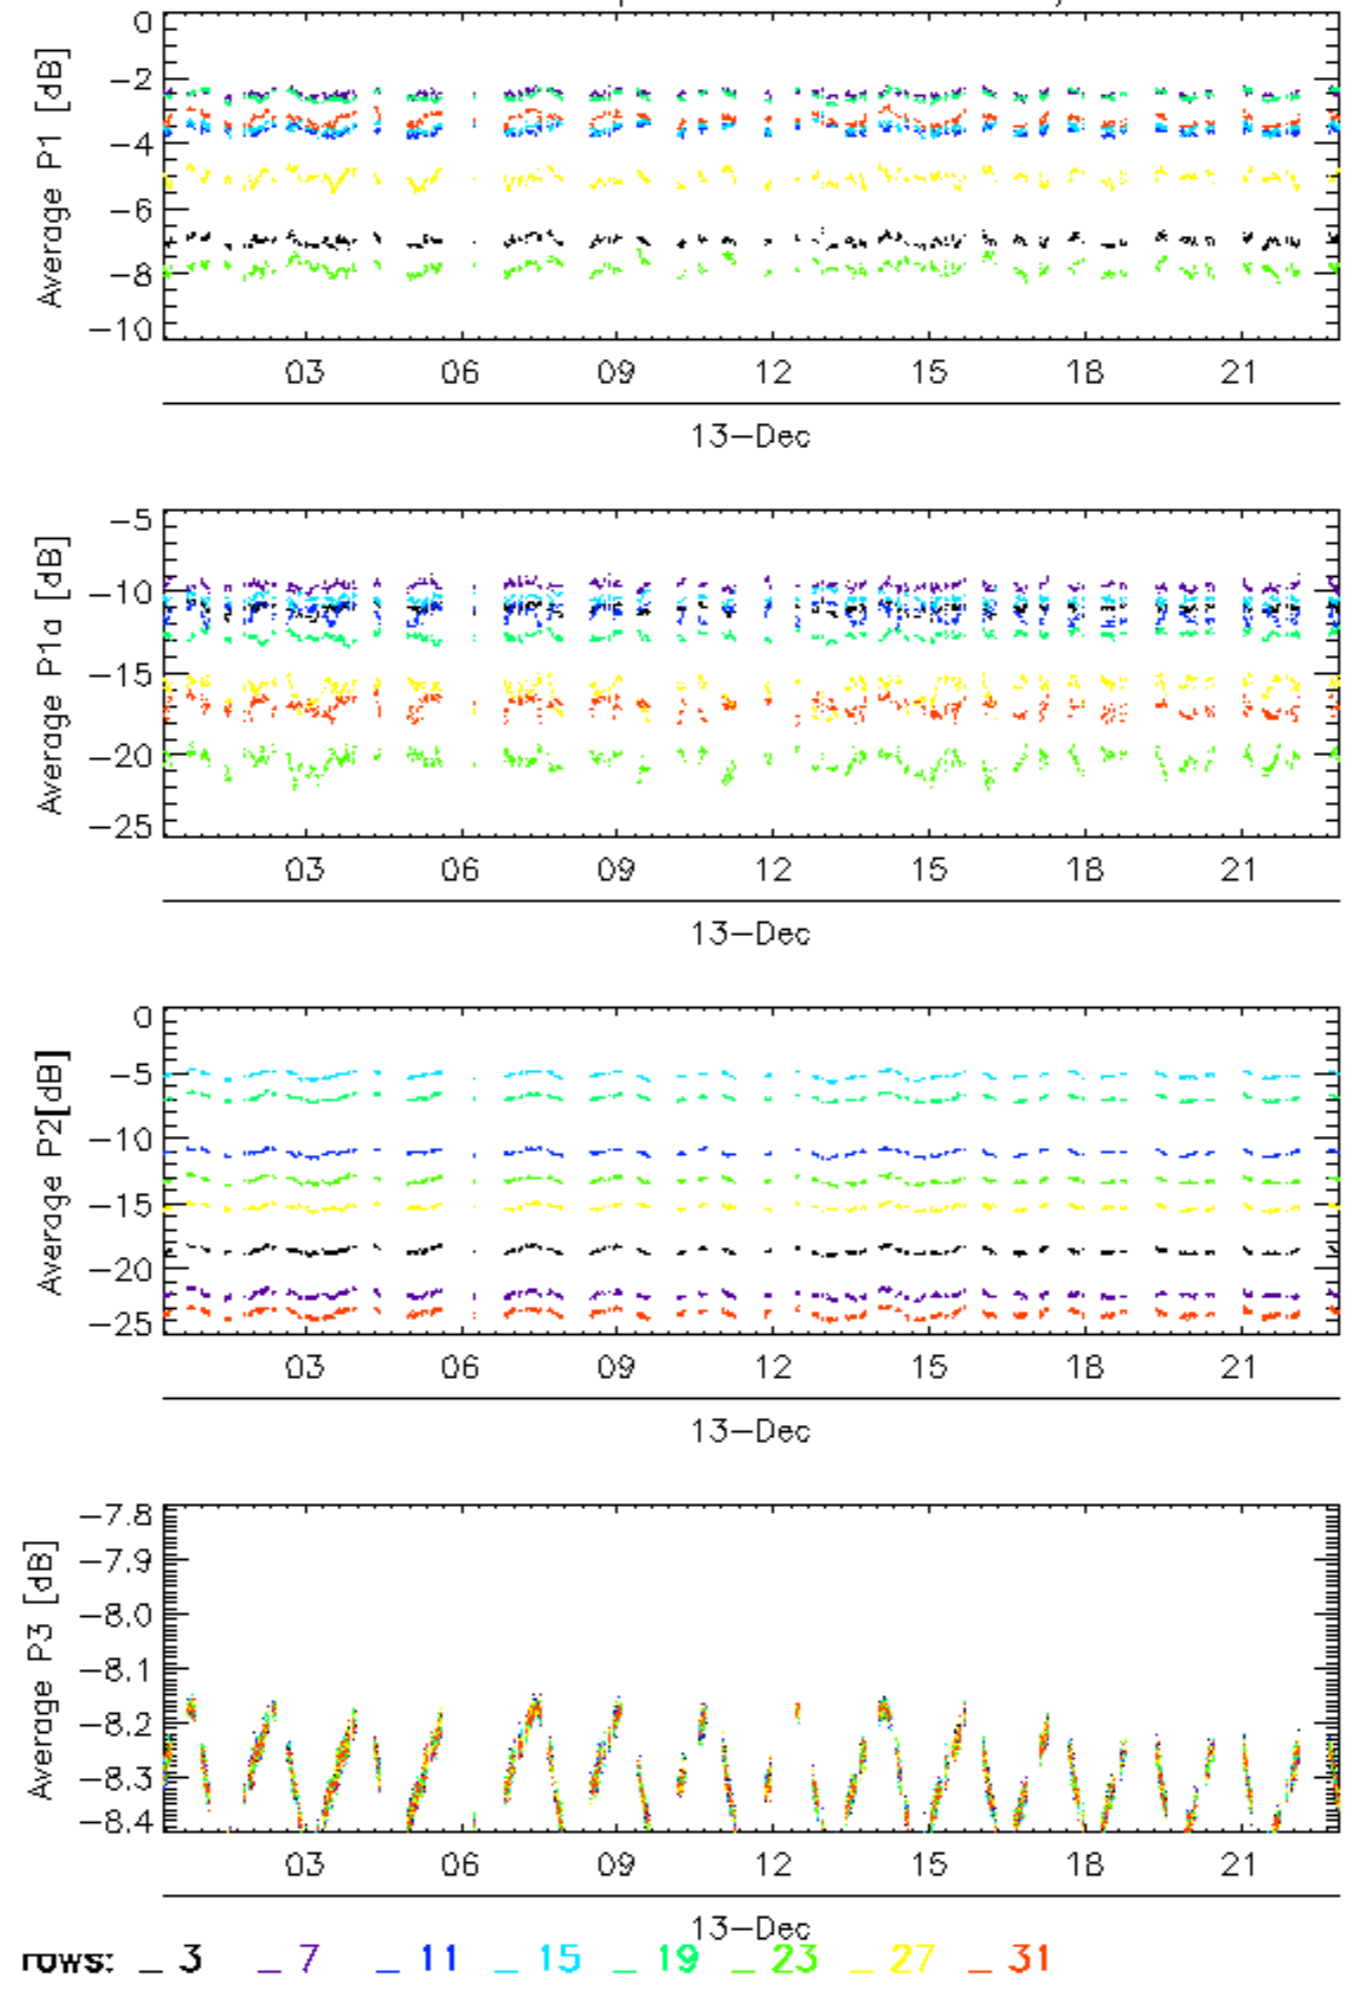 Average P1 [dB]
0
−2
−4
−6
−8
−10
03 06 09 12 15 18 21
13−Dec
Average P1a [dB]
−5
−10
−15
−20
−25
03 06 09 12 15 18 21
13−Dec
Average P2[dB]
0
−5
−10
−15
−20
−25
03 06 09 12 15 18 21
13−Dec
Average P3 [dB]
−7.8
−7.9
−8.0
−8.1
−8.2
−8.3
−8.4
03 06 09 12 15 18 21
13−Dec
rows: _ 3 _ 7 _ 11 _ 15 _ 19 _ 23 _ 27 _ 31